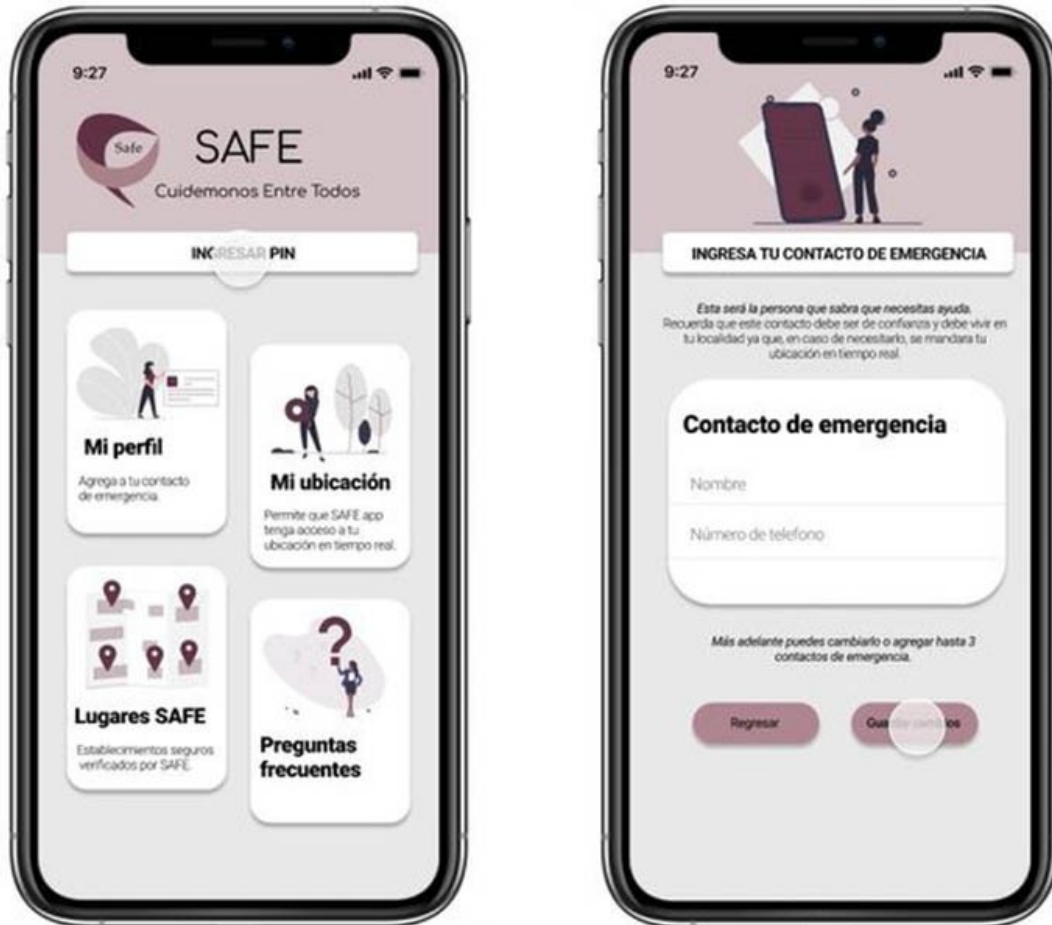 9:27
Safe
SAFE
Cuidemonos Entre Todos
INGRESAR PIN
Mi perfil
Agrega a tu contacto
de emergencia.
Mi ubicación
Permite que SAFE app
tenga acceso a tu
ubicación en tiempo real.
Lugares SAFE
Establecimientos seguros
verificados por SAFE.
Preguntas
frecuentes
9:27
INGRESA TU CONTACTO DE EMERGENCIA
Esta será la persona que sabra que necesitas ayuda.
Recuerda que este contacto debe ser de confianza y debe vivir en
tu localidad ya que, en caso de necesitarlo, se mandara tu
ubicación en tiempo real.
Contacto de emergencia
Nombre
Número de telefono
Más adelante puedes cambiarlo o agregar hasta 3
contactos de emergencia.
Regresar
Guardar cambios